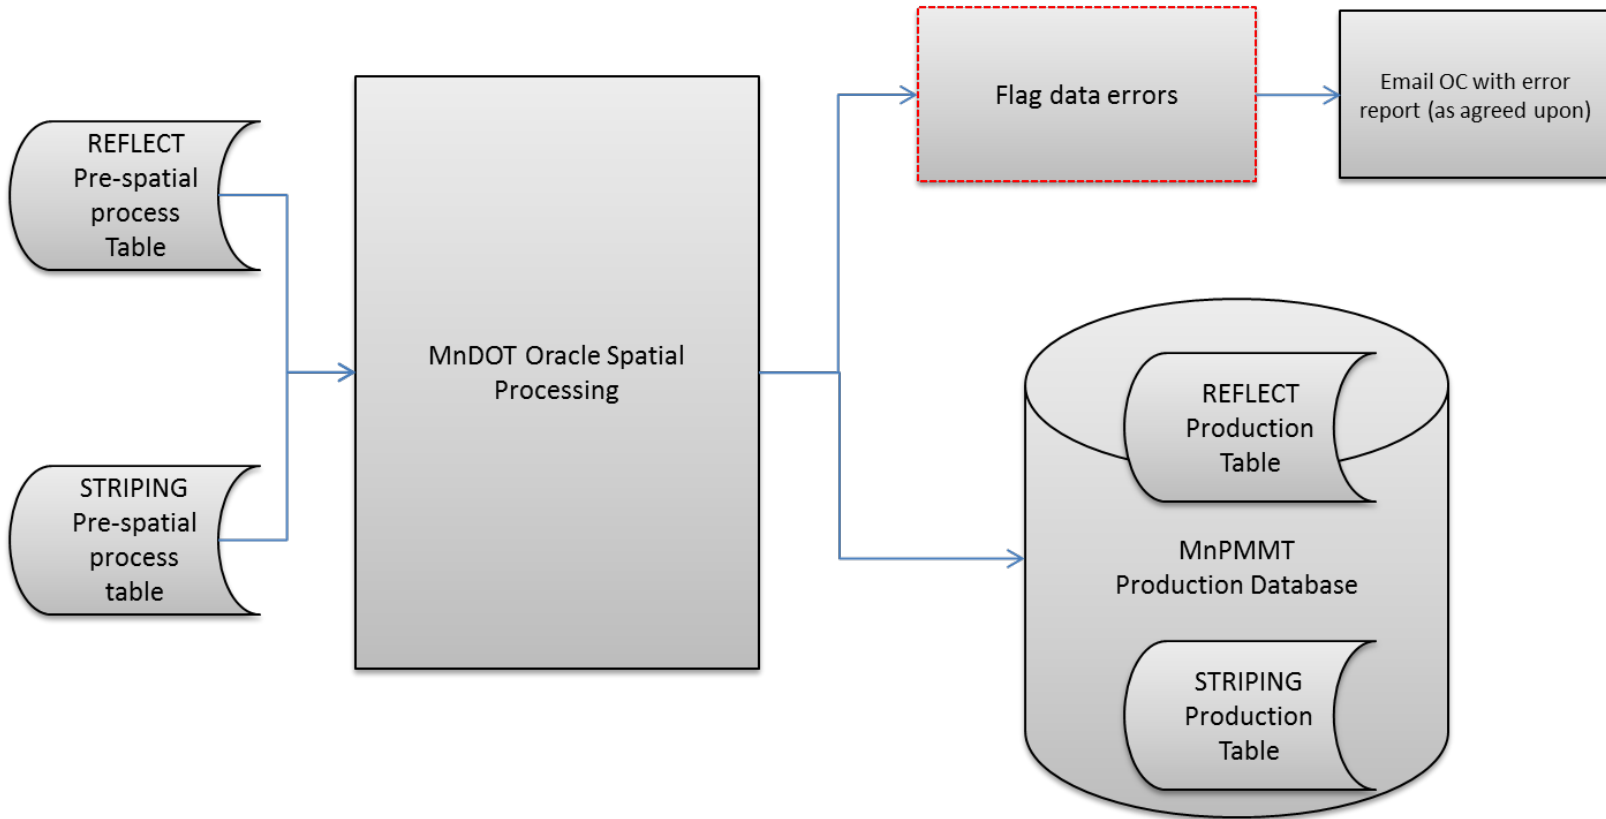 REFLECT
Pre-spatial
process
Table
STRIPING
Pre-spatial
process
table
MnDOT Oracle Spatial
Processing
Flag data errors
Email OC with error
report (as agreed upon)
REFLECT
Production
Table
MnPMMT
Production Database
STRIPING
Production
Table